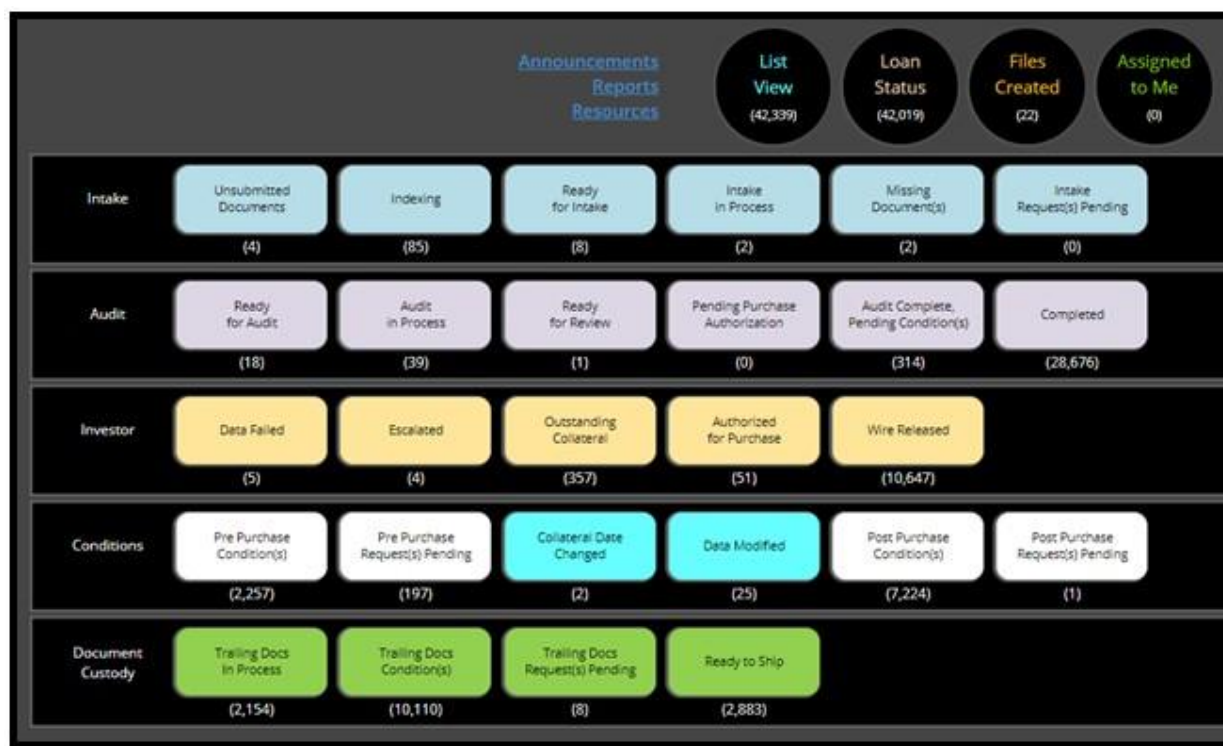 Announcements
Reports
Resources
List
View
(42,339)
Loan
Status
(42,019)
Files
Created
(22)
Assigned
to Me
(0)
Intake
Unsubmitted
Documents
(4)
Indexing
(85)
Ready
for Intake
(8)
Intake
in Process
(2)
Missing
Document(s)
(2)
Intake
Request(s) Pending
(0)
Audit
Ready
for Audit
(18)
Audit
in Process
(39)
Ready
for Review
(1)
Pending Purchase
Authorization
(0)
Audit Complete,
Pending Condition(s)
(314)
Completed
(28,676)
Investor
Data Failed
(5)
Escalated
(4)
Outstanding
Collateral
(357)
Authorized
for Purchase
(51)
Wire Released
(10,647)
Conditions
Pre Purchase
Condition(s)
(2,257)
Pre Purchase
Request(s) Pending
(197)
Collateral Date
Changed
(2)
Data Modified
(25)
Post Purchase
Condition(s)
(7,224)
Post Purchase
Request(s) Pending
(1)
Document
Custody
Trailing Docs
In Process
(2,154)
Trailing Docs
Condition(s)
(10,110)
Trailing Docs
Request(s) Pending
(8)
Ready to Ship
(2,883)